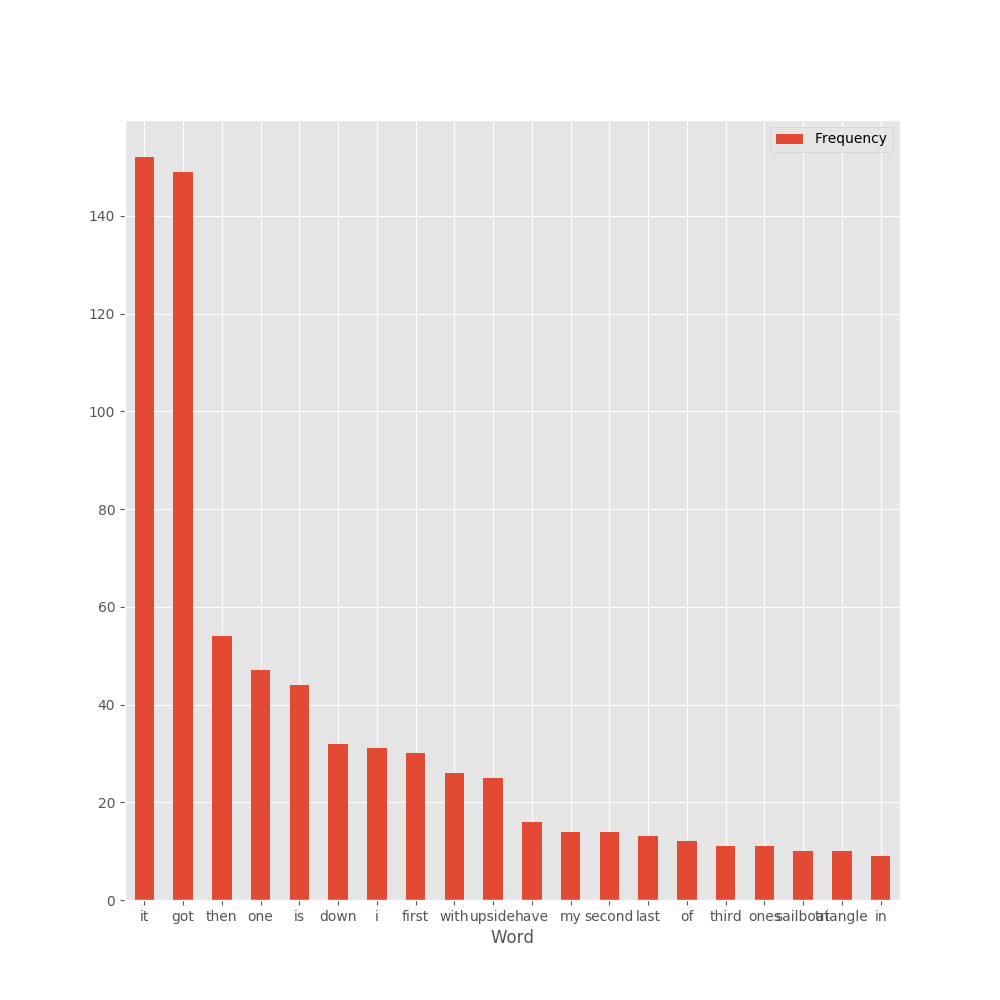 Frequency
140
120
100
80
60
40
20
0
it got then one is down i first with upside have my second last of third ones sailboat triangle in
Word